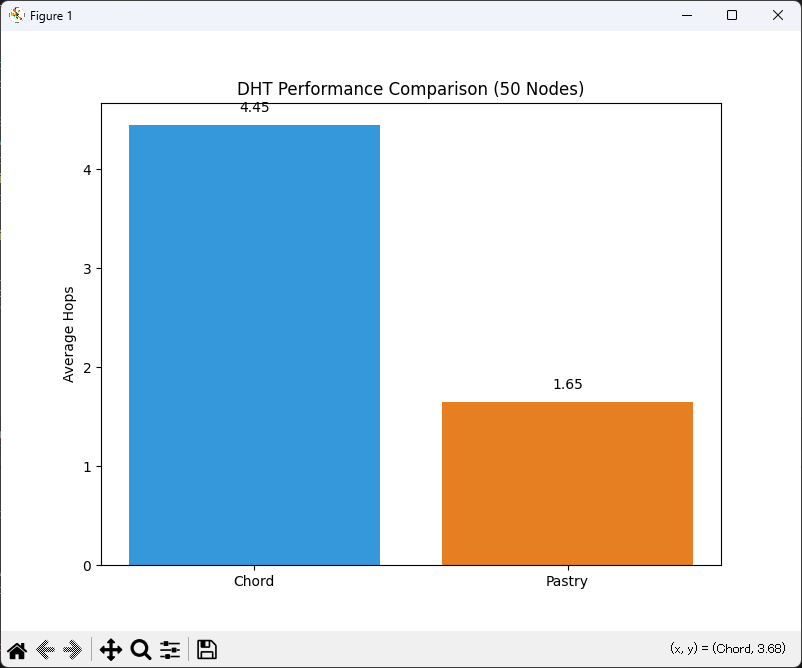 Figure 1
DHT Performance Comparison (50 Nodes)
4.45
4
3
2
1
0
Average Hops
1.65
Chord
Pastry
(x, y) = (Chord, 3.68)